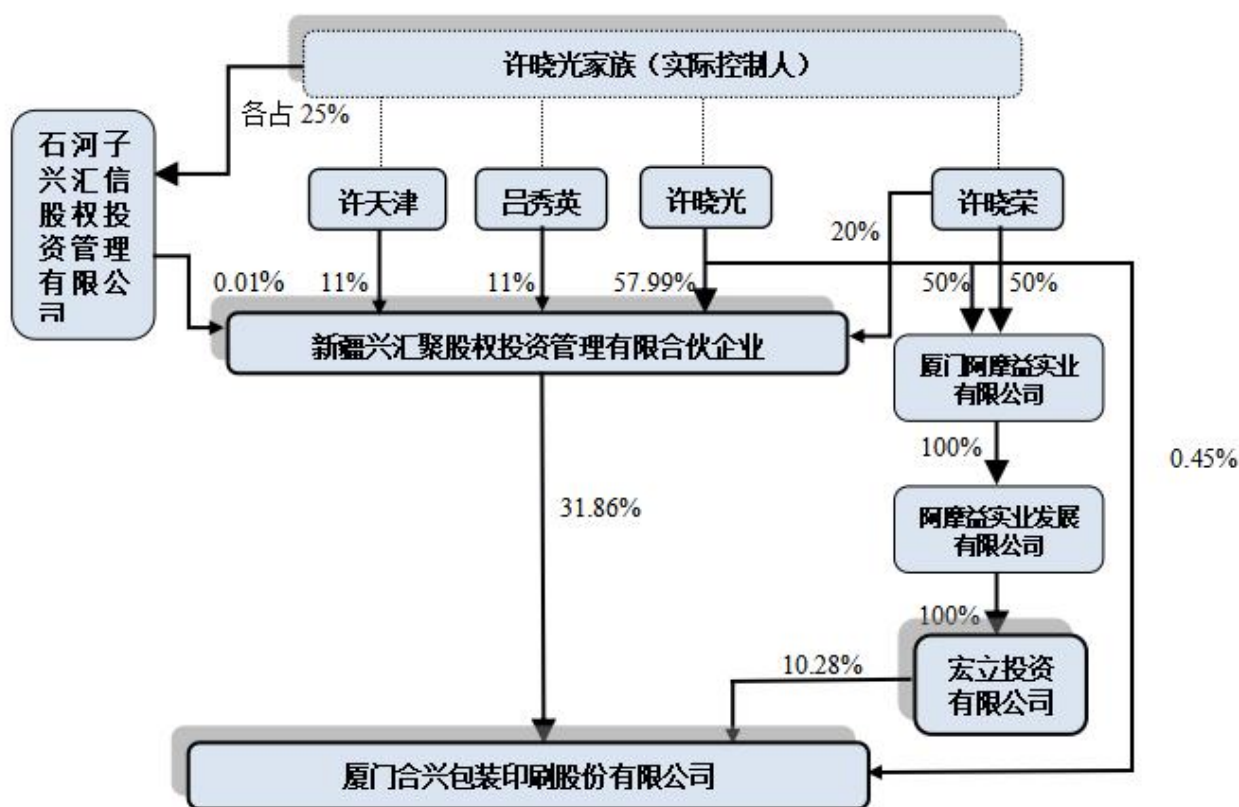 许晓光家族（实际控制人）
各占 25%
石河子
兴汇信
股权投
资管理
有限公
司
许天津
吕秀英
许晓光
许晓荣
20%
0.01%
11%
11%
57.99%
50%
50%
新疆兴汇聚股权投资管理有限合伙企业
厦门阿摩益实业
有限公司
100%
0.45%
31.86%
阿摩益实业发展
有限公司
100%
10.28%
宏立投资
有限公司
厦门合兴包装印刷股份有限公司